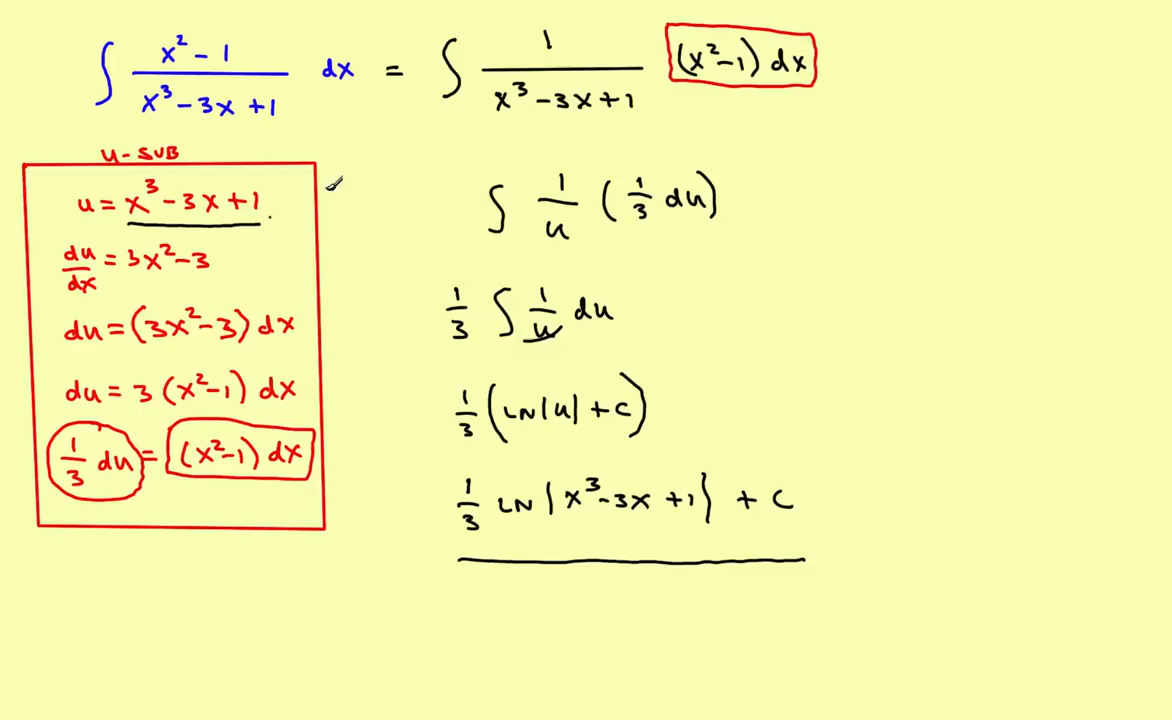 ∫ (x² - 1)/(x³ - 3x + 1) dx = ∫ 1/(x³ - 3x + 1) (x² - 1) dx
u - SUB
u = x³ - 3x + 1
du/dx = 3x² - 3
du = (3x² - 3) dx
du = 3 (x² - 1) dx
1/3 du = (x² - 1) dx
∫ 1/u (1/3 du)
1/3 ∫ 1/u du
1/3 (LN|u| + C)
1/3 LN|x³ - 3x + 1| + C